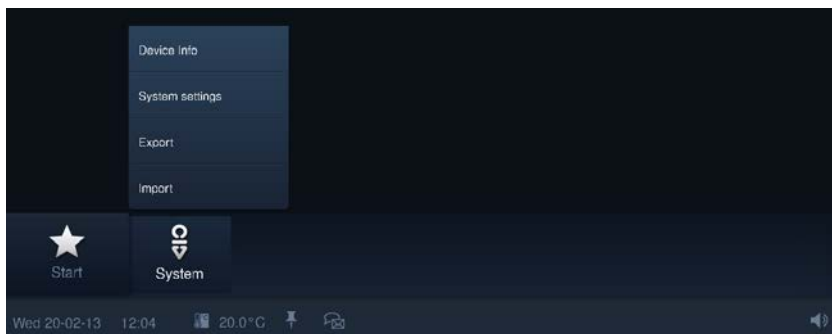 Device Info
System settings
Export
Import
Start
System
Wed 20-02-13 12:04 20.0°C